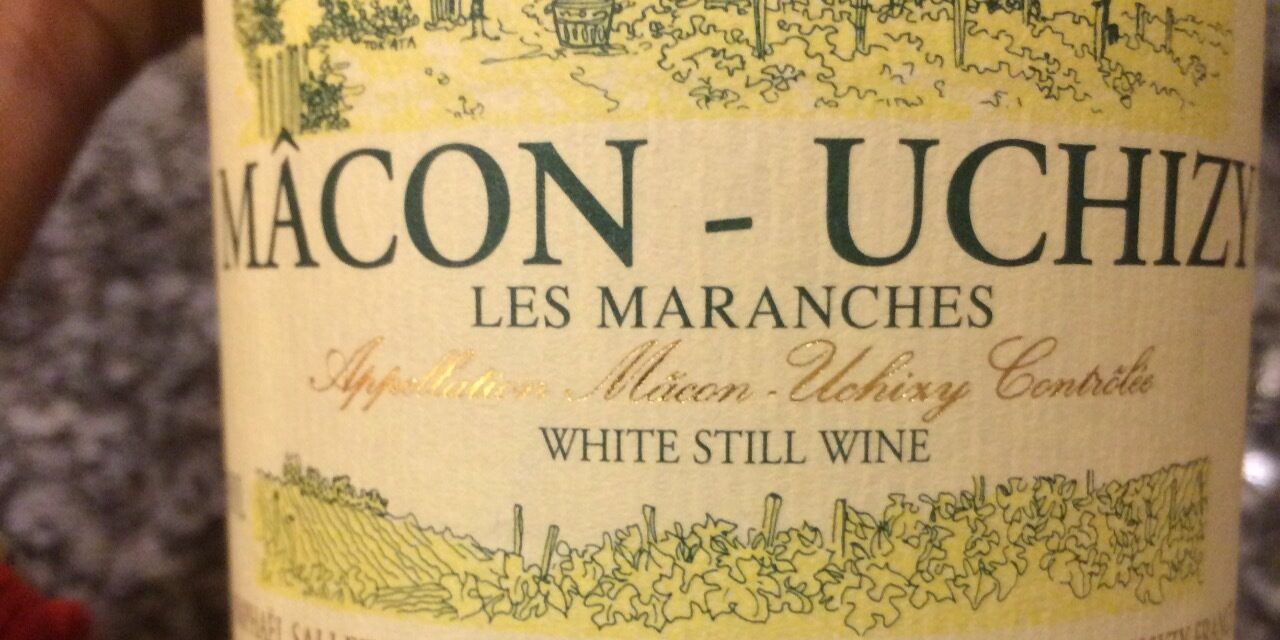 MÂCON - UCHIZY
LES MARANCHES
Appellation Mâcon - Uchizy Contrôlée
WHITE STILL WINE